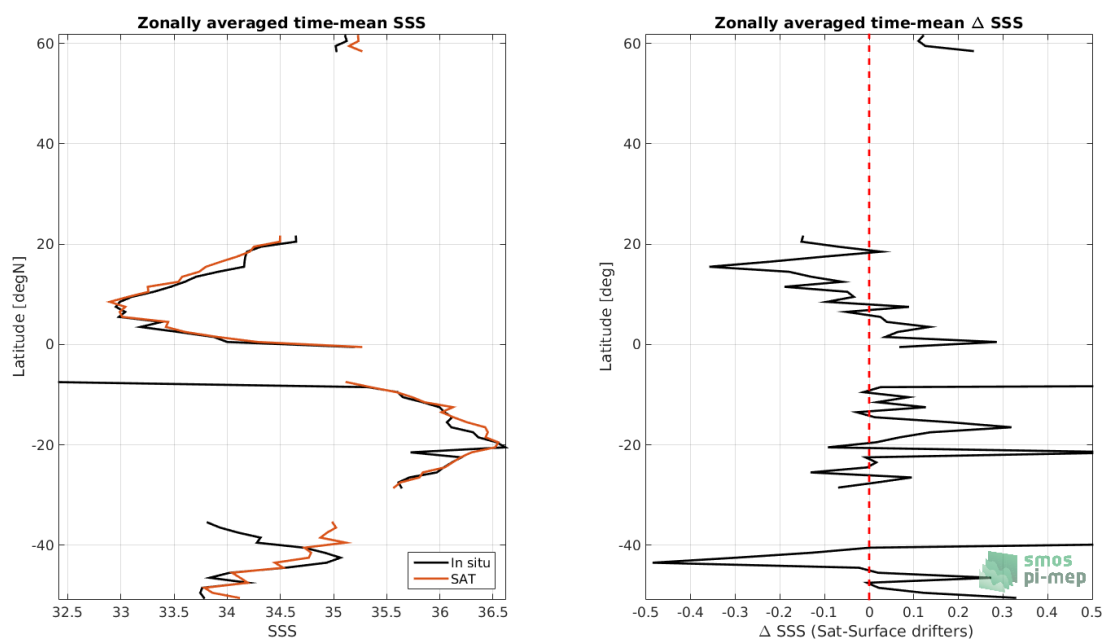 Zonally averaged time-mean SSS
60
40
20
0
-20
-40
Latitude [degN]
32.5 33 33.5 34 34.5 35 35.5 36 36.5
SSS
In situ
SAT
Zonally averaged time-mean Δ SSS
60
40
20
0
-20
-40
Latitude [deg]
-0.5 -0.4 -0.3 -0.2 -0.1 0 0.1 0.2 0.3 0.4 0.5
Δ SSS (Sat-Surface drifters)
smos
pi-mep